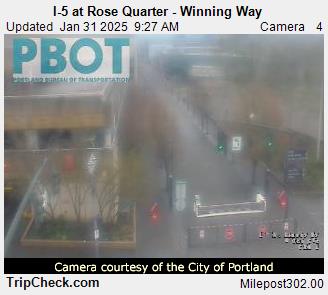 I-5 at Rose Quarter - Winning Way
Updated Jan 31 2025 9:27 AM Camera 4
PBOT
PORTLAND BUREAU OF TRANSPORTATION
Camera courtesy of the City of Portland
TripCheck.com Milepost302.00